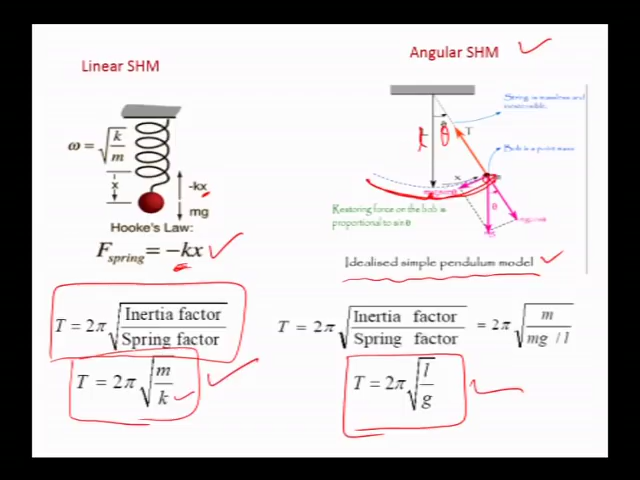 Linear SHM
ω = √(k/m)
x
-kx
mg
Hooke's Law:
F spring = −kx
T = 2π √(Inertia factor / Spring factor)
T = 2π √(m / k)
Angular SHM
String is massless and
T
l
θ
Bob is a point mass
x
θ
Restoring force on the bob is
proportional to sin θ
Idealised simple pendulum model
T = 2π √(Inertia factor / Spring factor) = 2π √(m / mg / l)
T = 2π √(l / g)